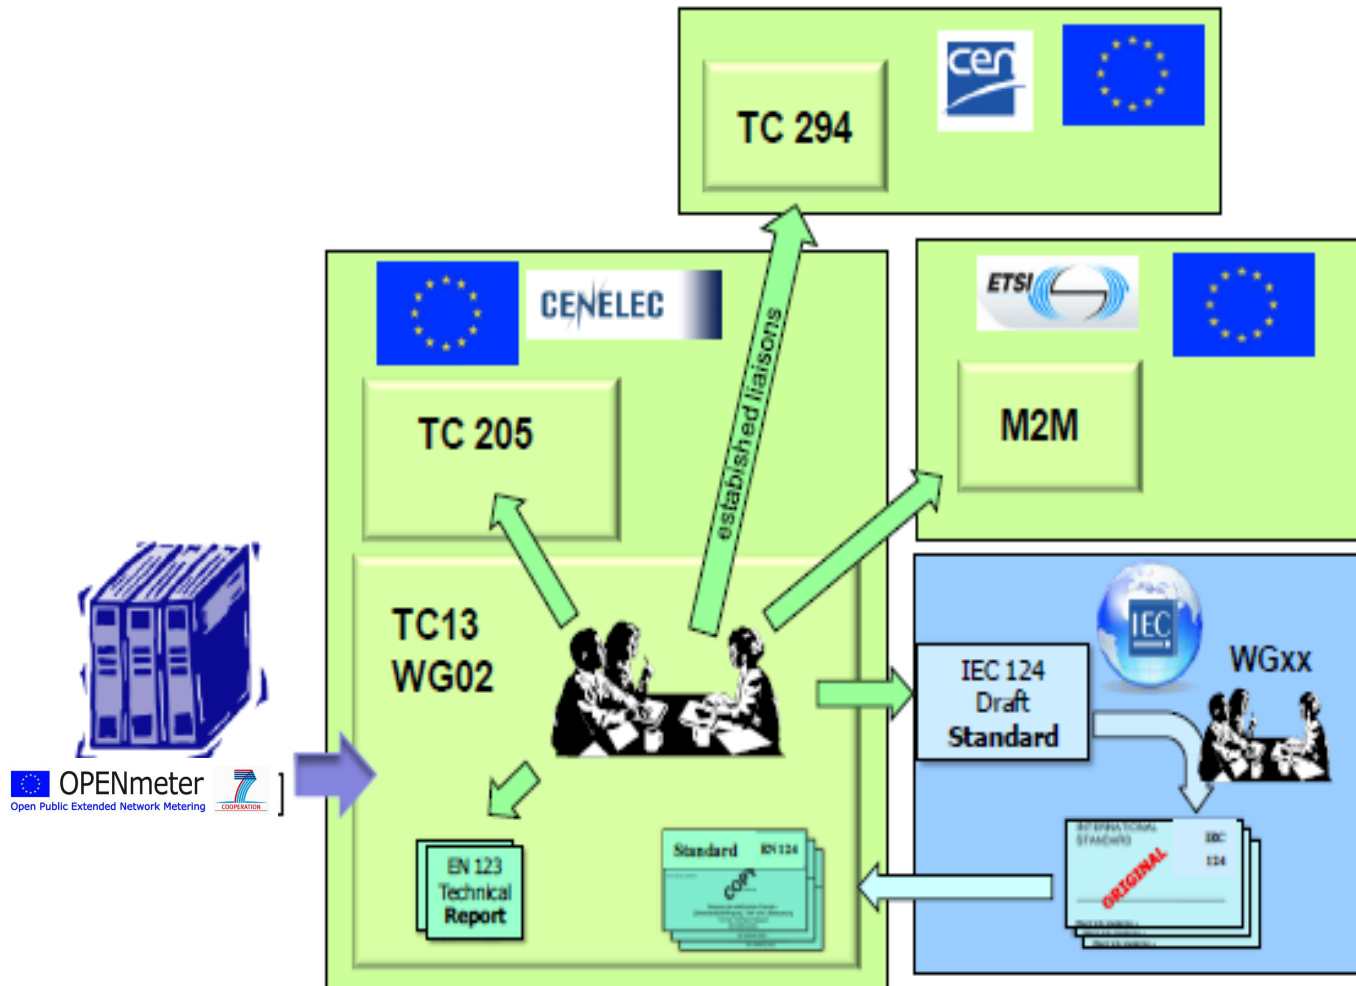 cen
TC 294
CENELEC
ETSI
TC 205
M2M
estabished liaisons
TC13
WG02
IEC
WGxx
IEC 124
Draft
Standard
OPENmeter
Open Public Extended Network Metering
7
COOPERATION
]
EN 123
Technical
Report
Standard EN 124
COPY
INTERNATIONAL
STANDARD
IEC
124
ORIGINAL